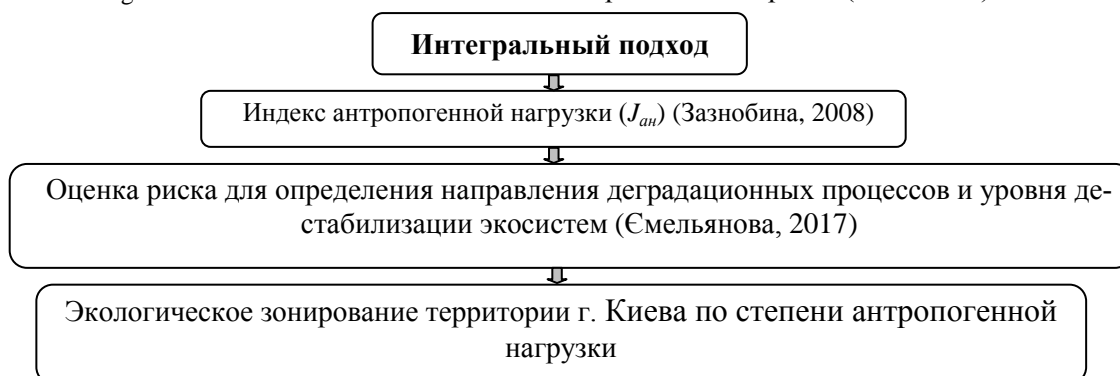 Интегральный подход
Индекс антропогенной нагрузки (Jан) (Зазнобина, 2008)
Оценка риска для определения направления деградационных процессов и уровня де-
стабилизации экосистем (Ємельянова, 2017)
Экологическое зонирование территории г. Киева по степени антропогенной
нагрузки